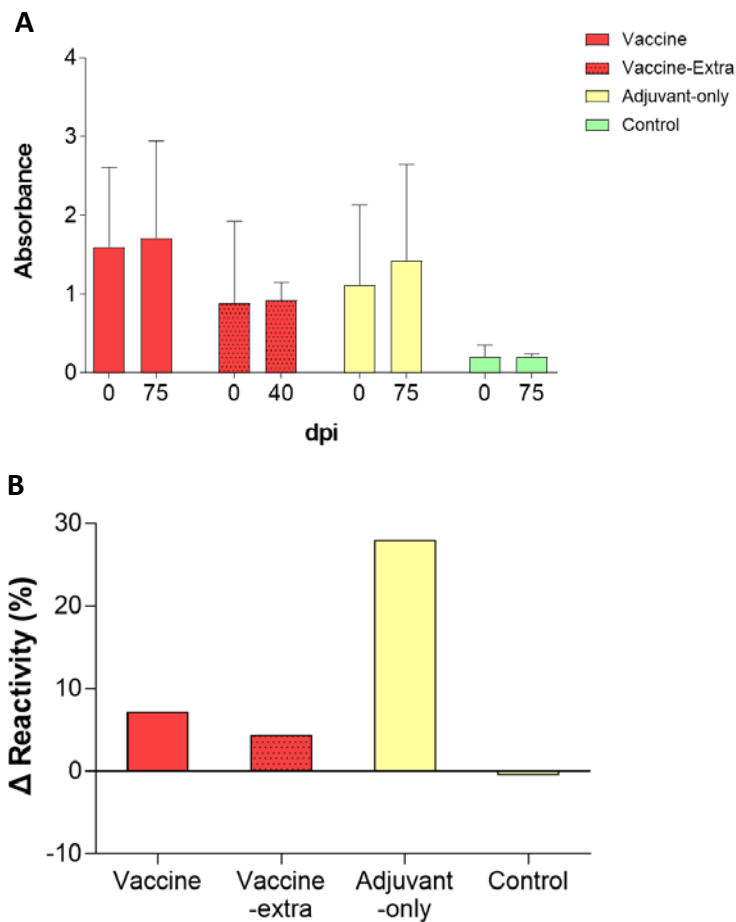 A
Vaccine
Vaccine-Extra
Adjuvant-only
Control
Absorbance
4
3
2
1
0
0 75 0 40 0 75 0 75
dpi
B
Δ Reactivity (%)
30
20
10
0
-10
Vaccine Vaccine Adjuvant Control
-extra -only